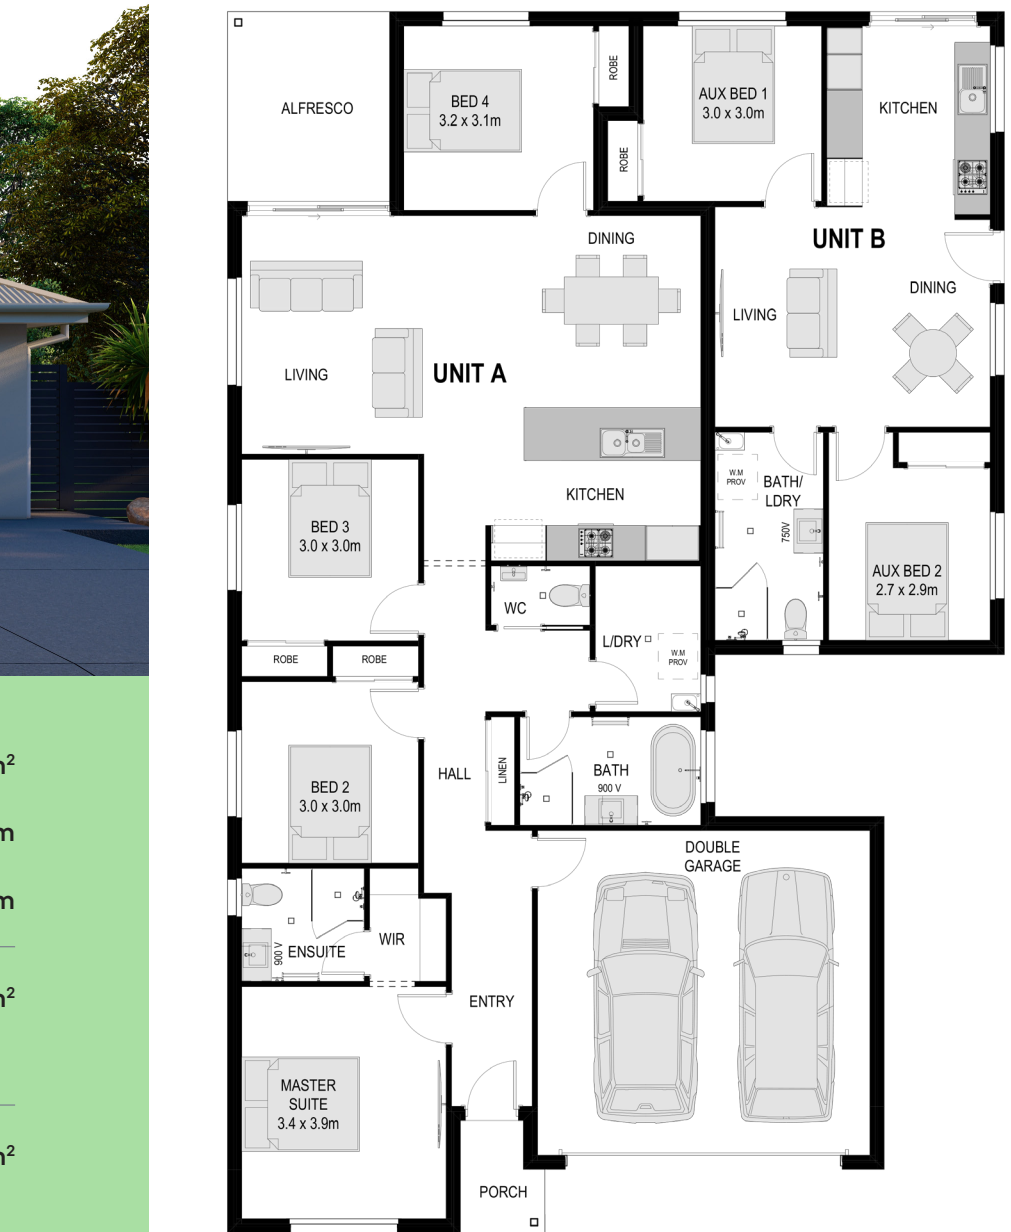 ALFRESCO
BED 4
3.2 x 3.1m
ROBE
ROBE
AUX BED 1
3.0 x 3.0m
KITCHEN
UNIT B
DINING
LIVING
DINING
UNIT A
LIVING
KITCHEN
W.M
PROV
BATH/
LDRY
750V
AUX BED 2
2.7 x 2.9m
BED 3
3.0 x 3.0m
WC
L/DRY
W.M
PROV
ROBE
ROBE
BED 2
3.0 x 3.0m
HALL
LINEN
BATH
900 V
DOUBLE
GARAGE
ENSUITE
900 V
WIR
ENTRY
MASTER
SUITE
3.4 x 3.9m
PORCH
m²
m
m
m²
m²